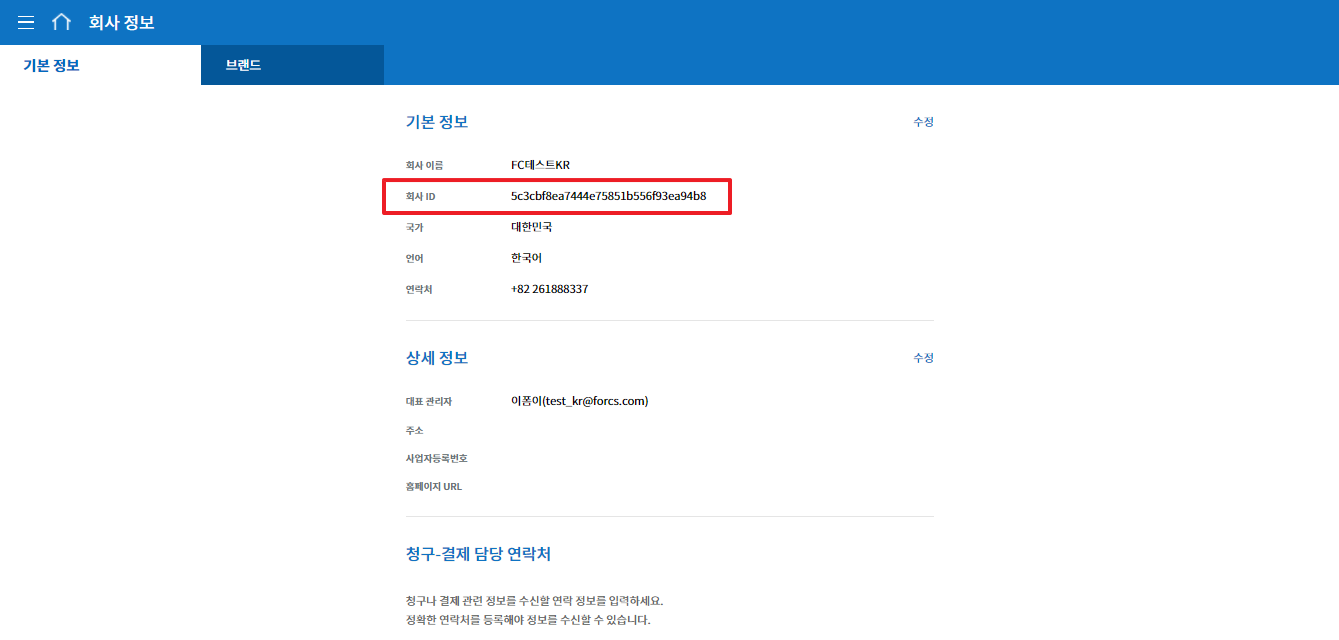 회사 정보
기본 정보
브랜드
기본 정보 수정
회사 이름 FC테스트KR
회사 ID 5c3cbf8ea7444e75851b556f93ea94b8
국가 대한민국
언어 한국어
연락처 +82 261888337
상세 정보 수정
대표 관리자 이폼이(test_kr@forcs.com)
주소
사업자등록번호
홈페이지 URL
청구-결제 담당 연락처
청구나 결제 관련 정보를 수신할 연락 정보를 입력하세요.
정확한 연락처를 등록해야 정보를 수신할 수 있습니다.